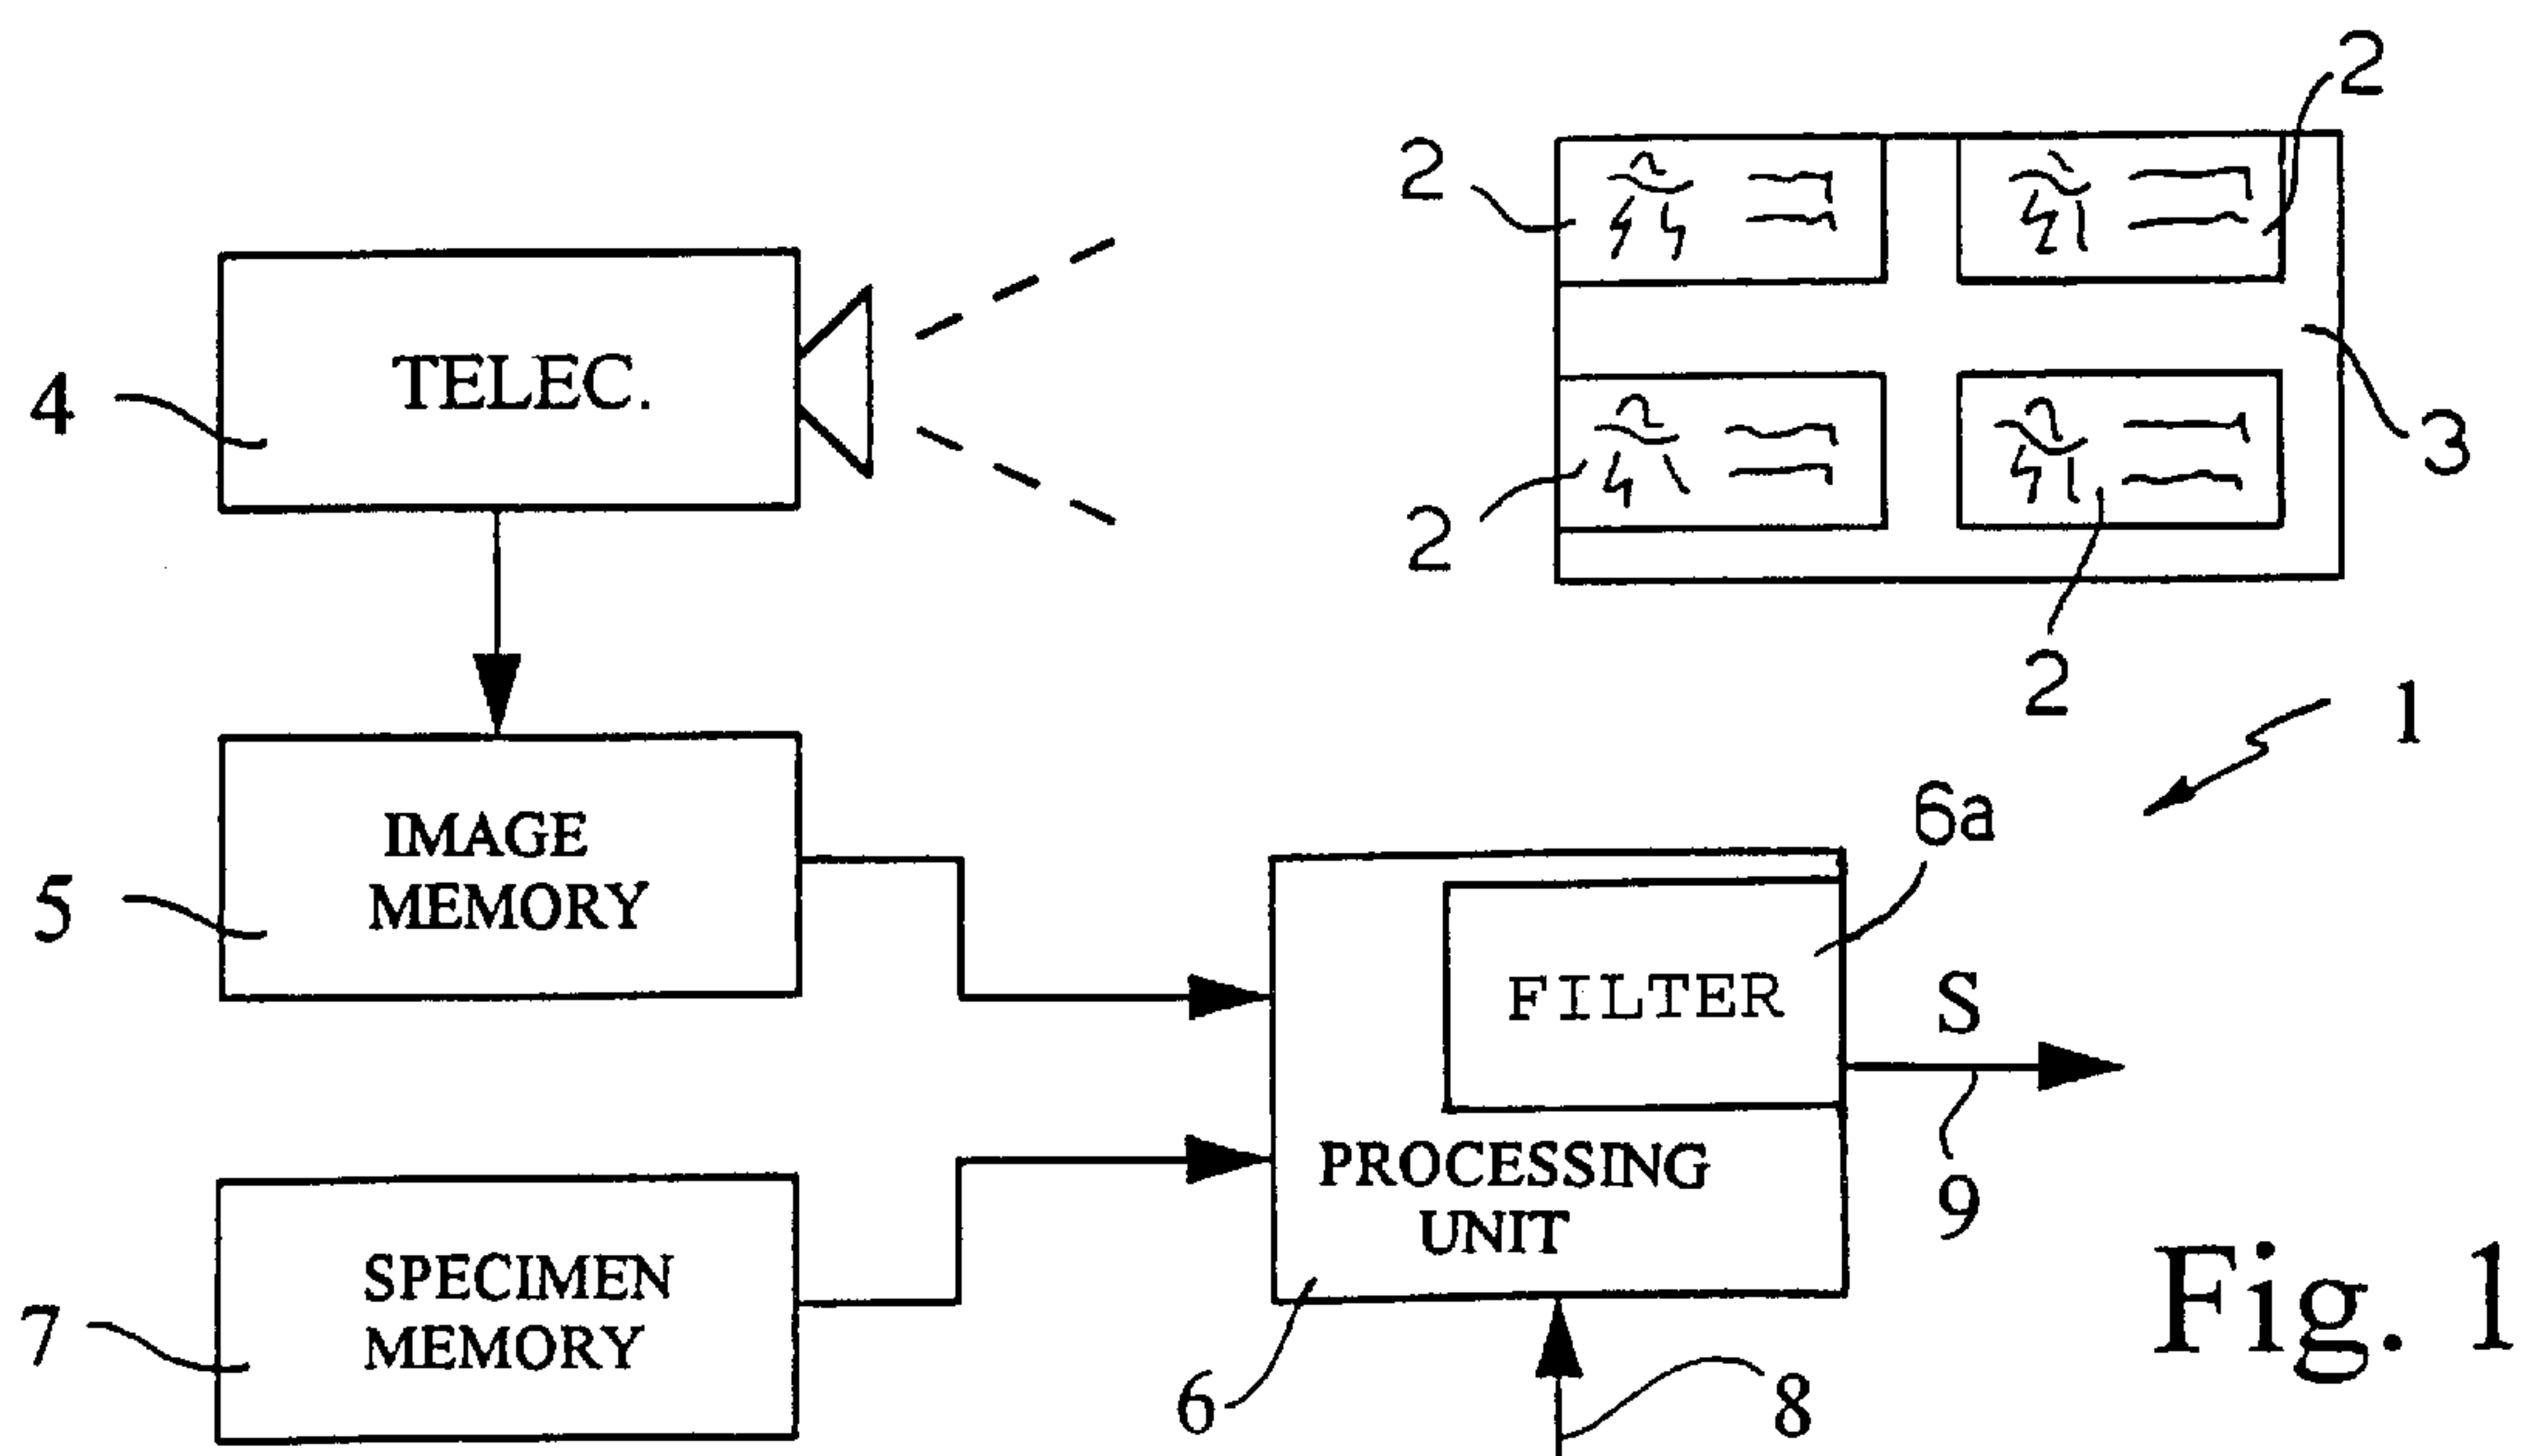 2
2
4
TELEC.
3
2
2
1
IMAGE
MEMORY
5
6a
FILTER
S
PROCESSING
UNIT
9
SPECIMEN
MEMORY
7
6
8
Fig. 1